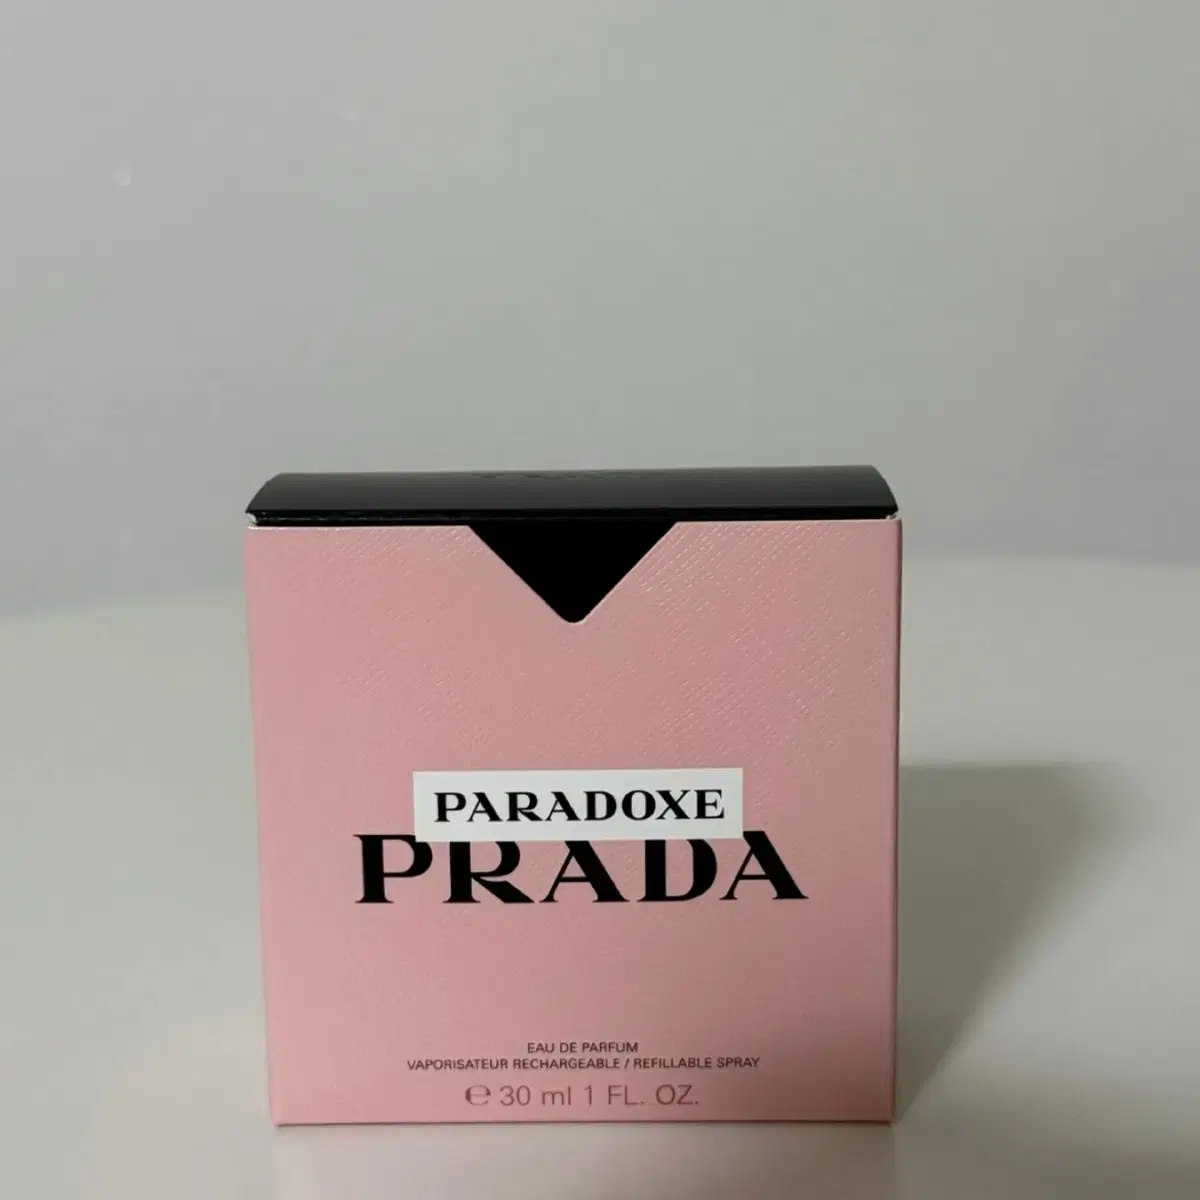 PARADOXE
PRADA
EAU DE PARFUM
VAPORISATEUR RECHARGEABLE / REFILLABLE SPRAY
℮ 30 ml 1 FL. OZ.